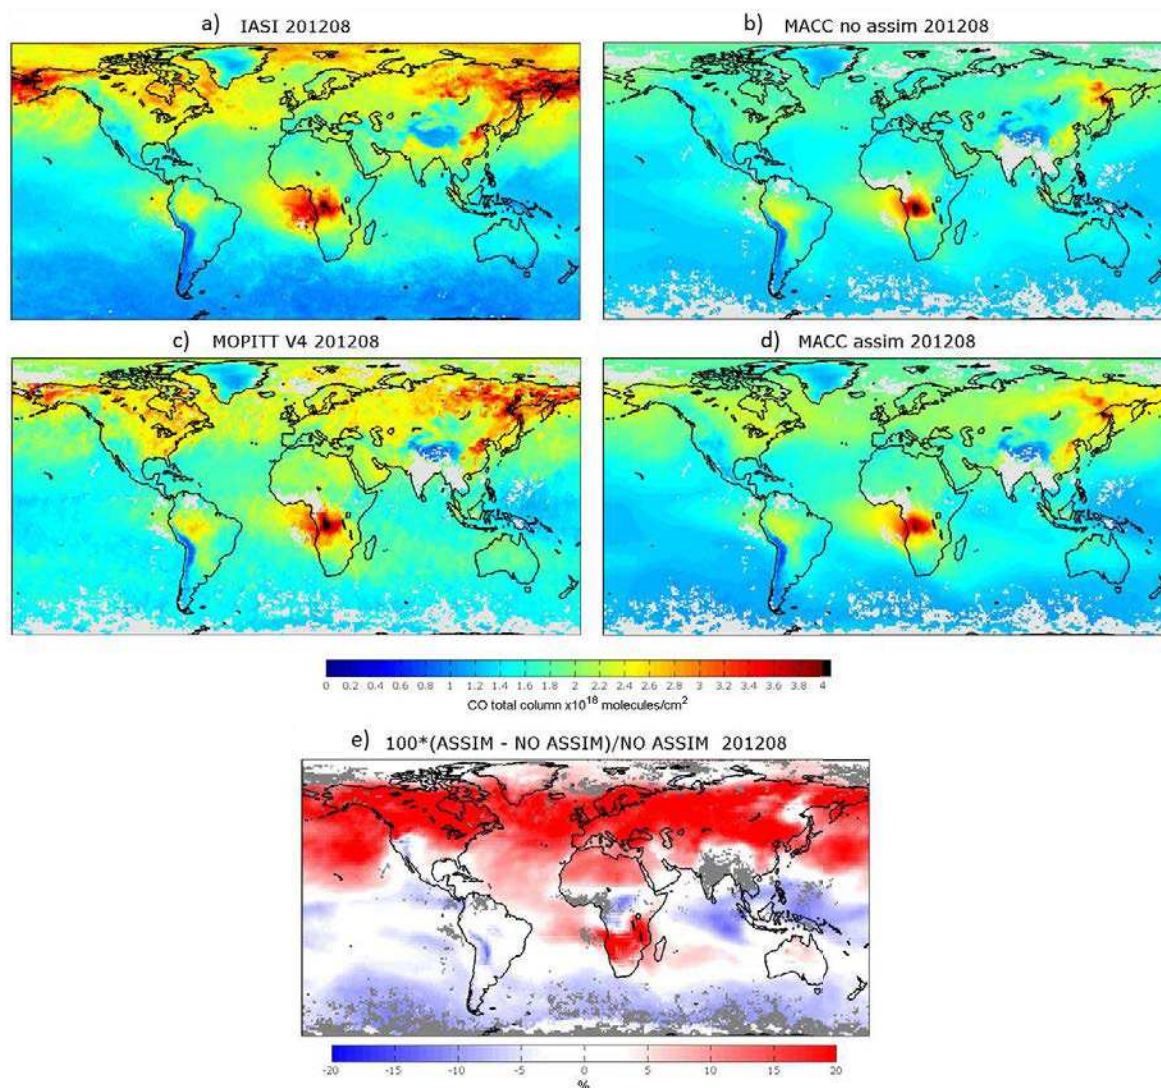 a) IASI 201208
b) MACC no assim 201208
c) MOPITT V4 201208
d) MACC assim 201208
0 0.2 0.4 0.6 0.8 1 1.2 1.4 1.6 1.8 2 2.2 2.4 2.6 2.8 3 3.2 3.4 3.6 3.8 4
CO total column x10¹⁸ molecules/cm²
e) 100*(ASSIM - NO ASSIM)/NO ASSIM 201208
-20 -15 -10 -5 0 5 10 15 20
%